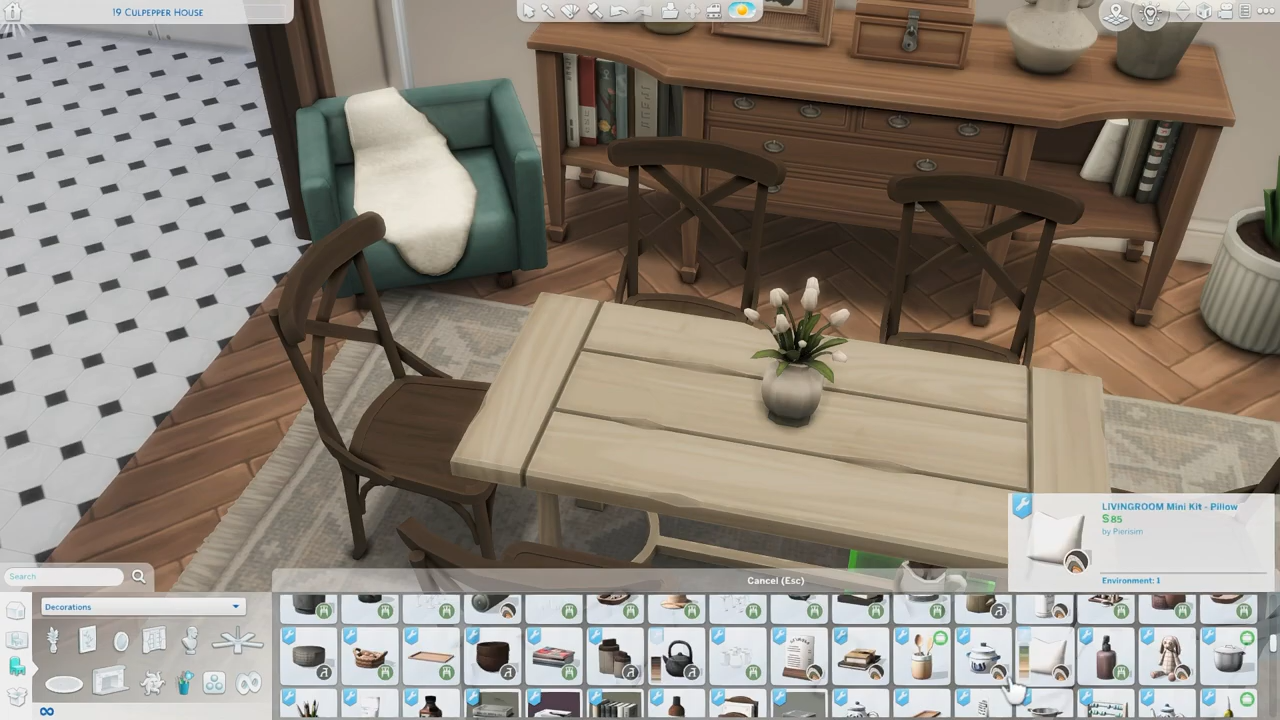 19 Culpepper House
LIVINGROOM Mini Kit - Pillow
§85
by Pierisim
Environment: 1
Search
Cancel (Esc)
Decorations